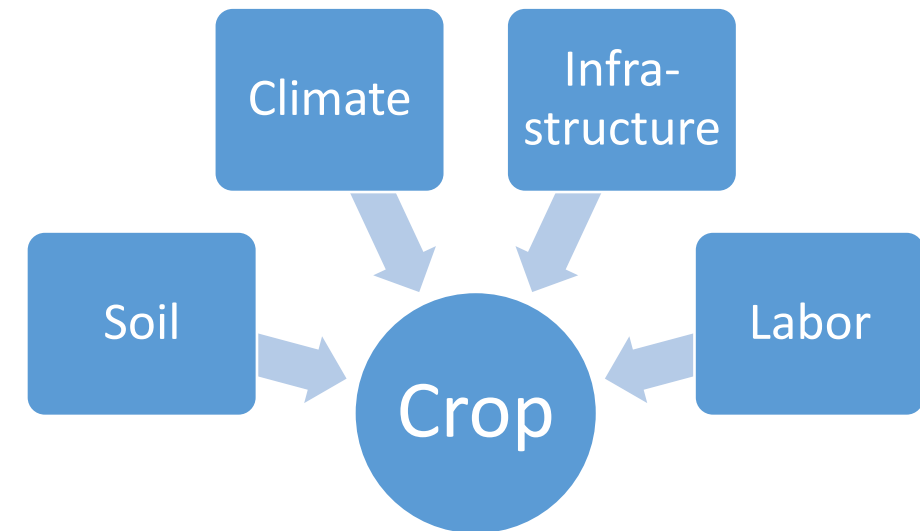 Climate
Infra-
structure
Soil
Labor
Crop